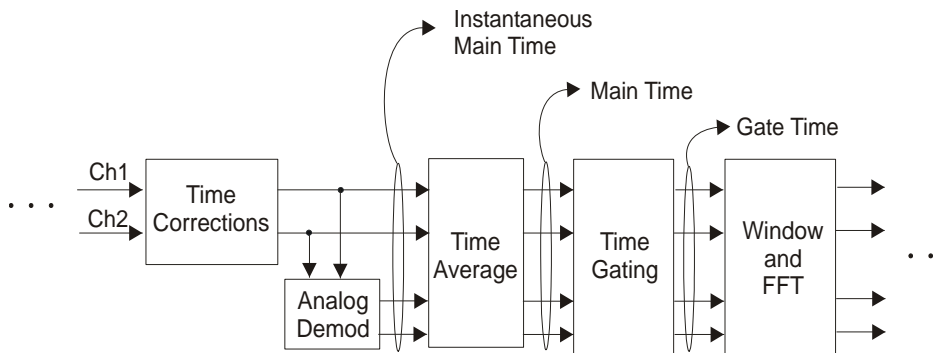 Instantaneous
Main Time
Main Time
Gate Time
Ch1
Ch2
. . .
Time
Corrections
Analog
Demod
Time
Average
Time
Gating
Window
and
FFT
. .